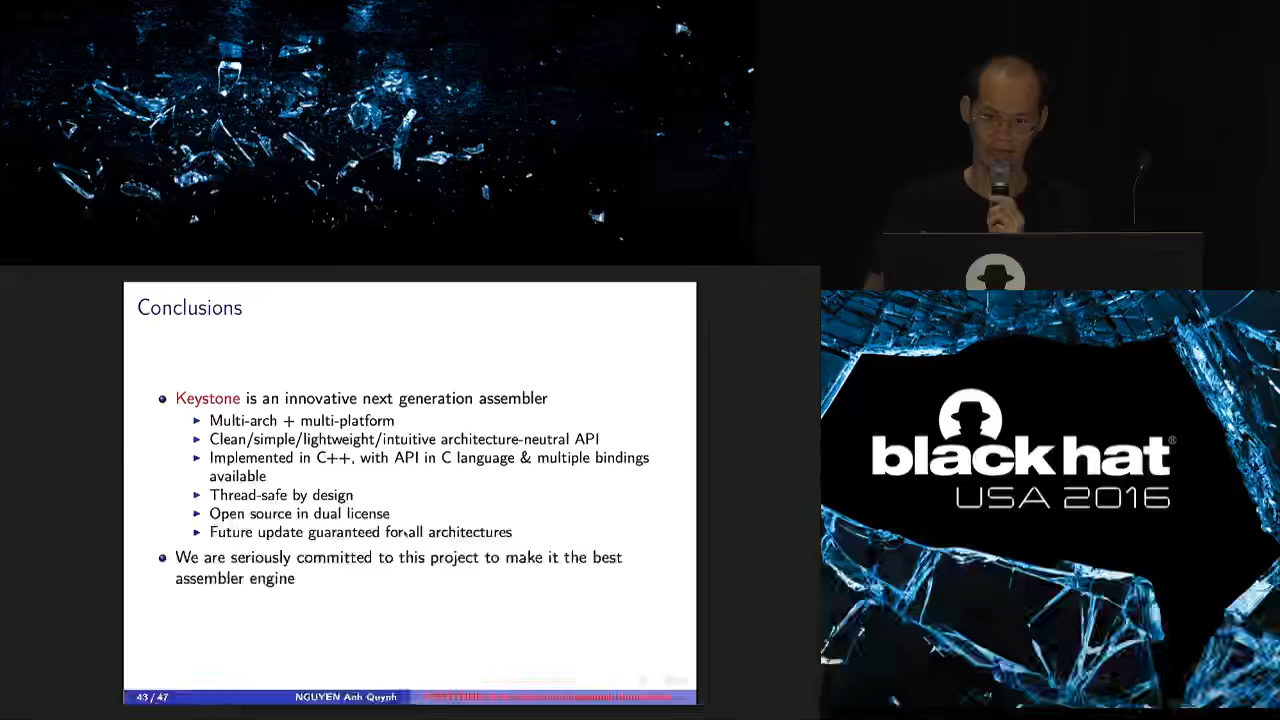 Conclusions
Keystone is an innovative next generation assembler
Multi-arch + multi-platform
Clean/simple/lightweight/intuitive architecture-neutral API
Implemented in C++, with API in C language & multiple bindings
available
Thread-safe by design
Open source in dual license
Future update guaranteed for all architectures
We are seriously committed to this project to make it the best
assembler engine
43 / 47
NGUYEN Anh Quynh
black hat®
USA 2016